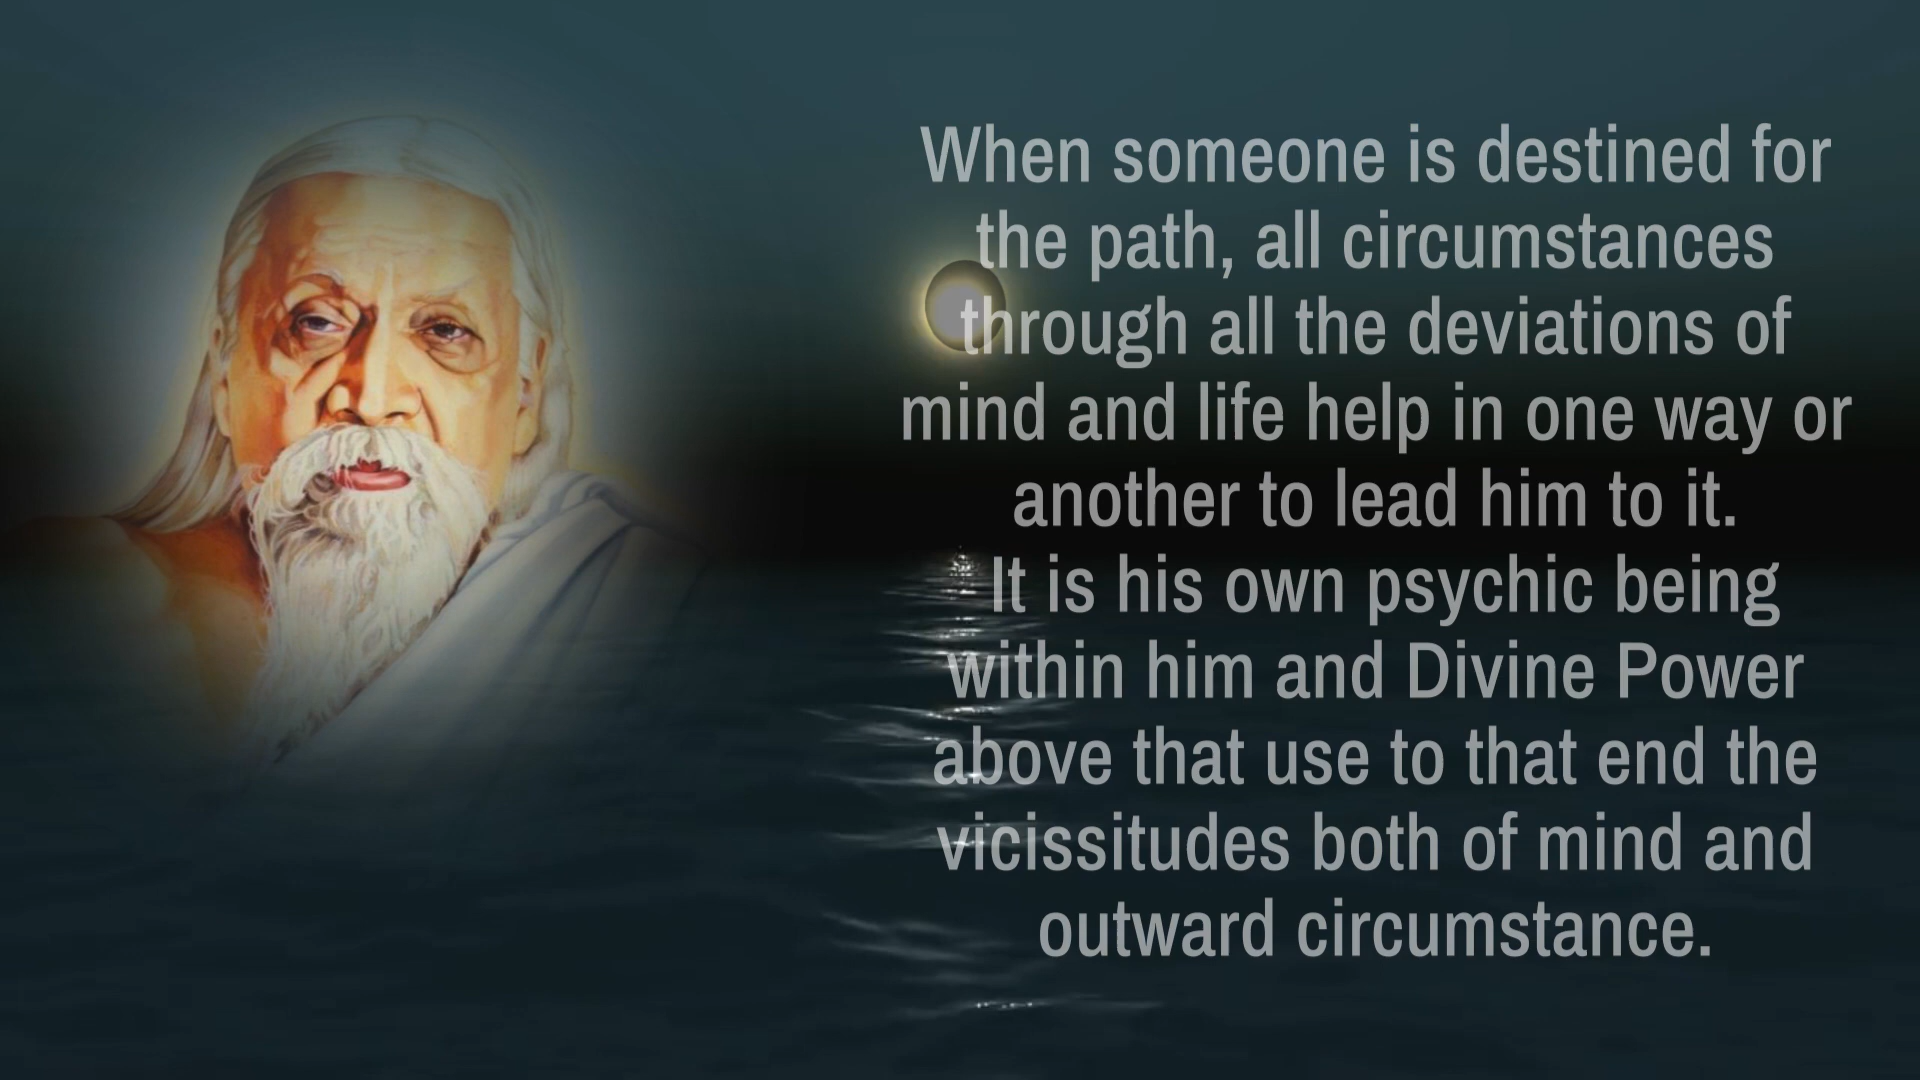 When someone is destined for
the path, all circumstances
through all the deviations of
mind and life help in one way or
another to lead him to it.
It is his own psychic being
within him and Divine Power
above that use to that end the
vicissitudes both of mind and
outward circumstance.